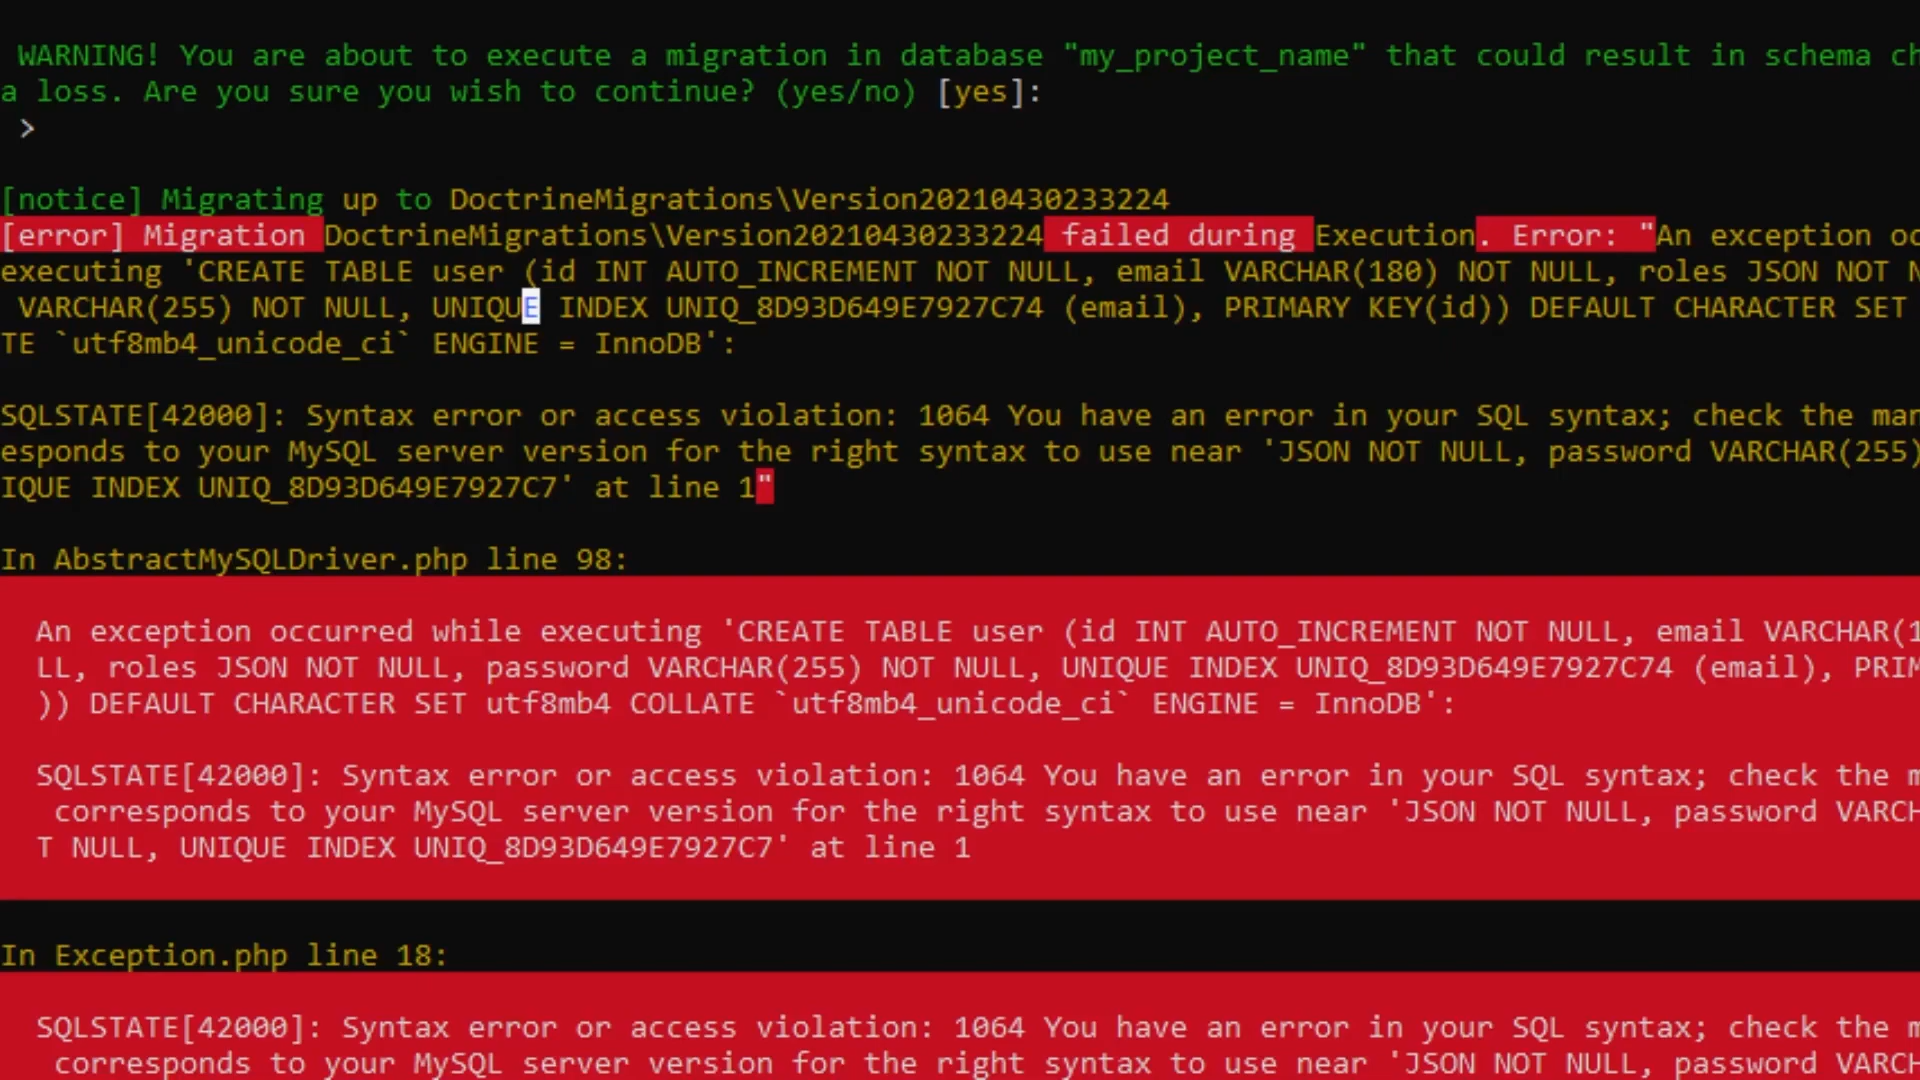 WARNING! You are about to execute a migration in database "my_project_name" that could result in schema
a loss. Are you sure you wish to continue? (yes/no) [yes]:
>
[notice] Migrating up to DoctrineMigrations\Version20210430233224
[error] Migration DoctrineMigrations\Version20210430233224 failed during Execution. Error: "An exception
executing 'CREATE TABLE user (id INT AUTO_INCREMENT NOT NULL, email VARCHAR(180) NOT NULL, roles JSON NOT
VARCHAR(255) NOT NULL, UNIQUE INDEX UNIQ_8D93D649E7927C74 (email), PRIMARY KEY(id)) DEFAULT CHARACTER SET
TE `utf8mb4_unicode_ci` ENGINE = InnoDB':
SQLSTATE[42000]: Syntax error or access violation: 1064 You have an error in your SQL syntax; check the
esponds to your MySQL server version for the right syntax to use near 'JSON NOT NULL, password VARCHAR(255)
IQUE INDEX UNIQ_8D93D649E7927C7' at line 1"
In AbstractMySQLDriver.php line 98:
An exception occurred while executing 'CREATE TABLE user (id INT AUTO_INCREMENT NOT NULL, email
LL, roles JSON NOT NULL, password VARCHAR(255) NOT NULL, UNIQUE INDEX UNIQ_8D93D649E7927C74 (email),
)) DEFAULT CHARACTER SET utf8mb4 COLLATE `utf8mb4_unicode_ci` ENGINE = InnoDB':
SQLSTATE[42000]: Syntax error or access violation: 1064 You have an error in your SQL syntax; check the
corresponds to your MySQL server version for the right syntax to use near 'JSON NOT NULL, password
T NULL, UNIQUE INDEX UNIQ_8D93D649E7927C7' at line 1
In Exception.php line 18:
SQLSTATE[42000]: Syntax error or access violation: 1064 You have an error in your SQL syntax; check the
corresponds to your MySQL server version for the right syntax to use near 'JSON NOT NULL, password